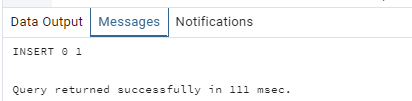 Data Output Messages Notifications
INSERT 0 1
Query returned successfully in 111 msec.